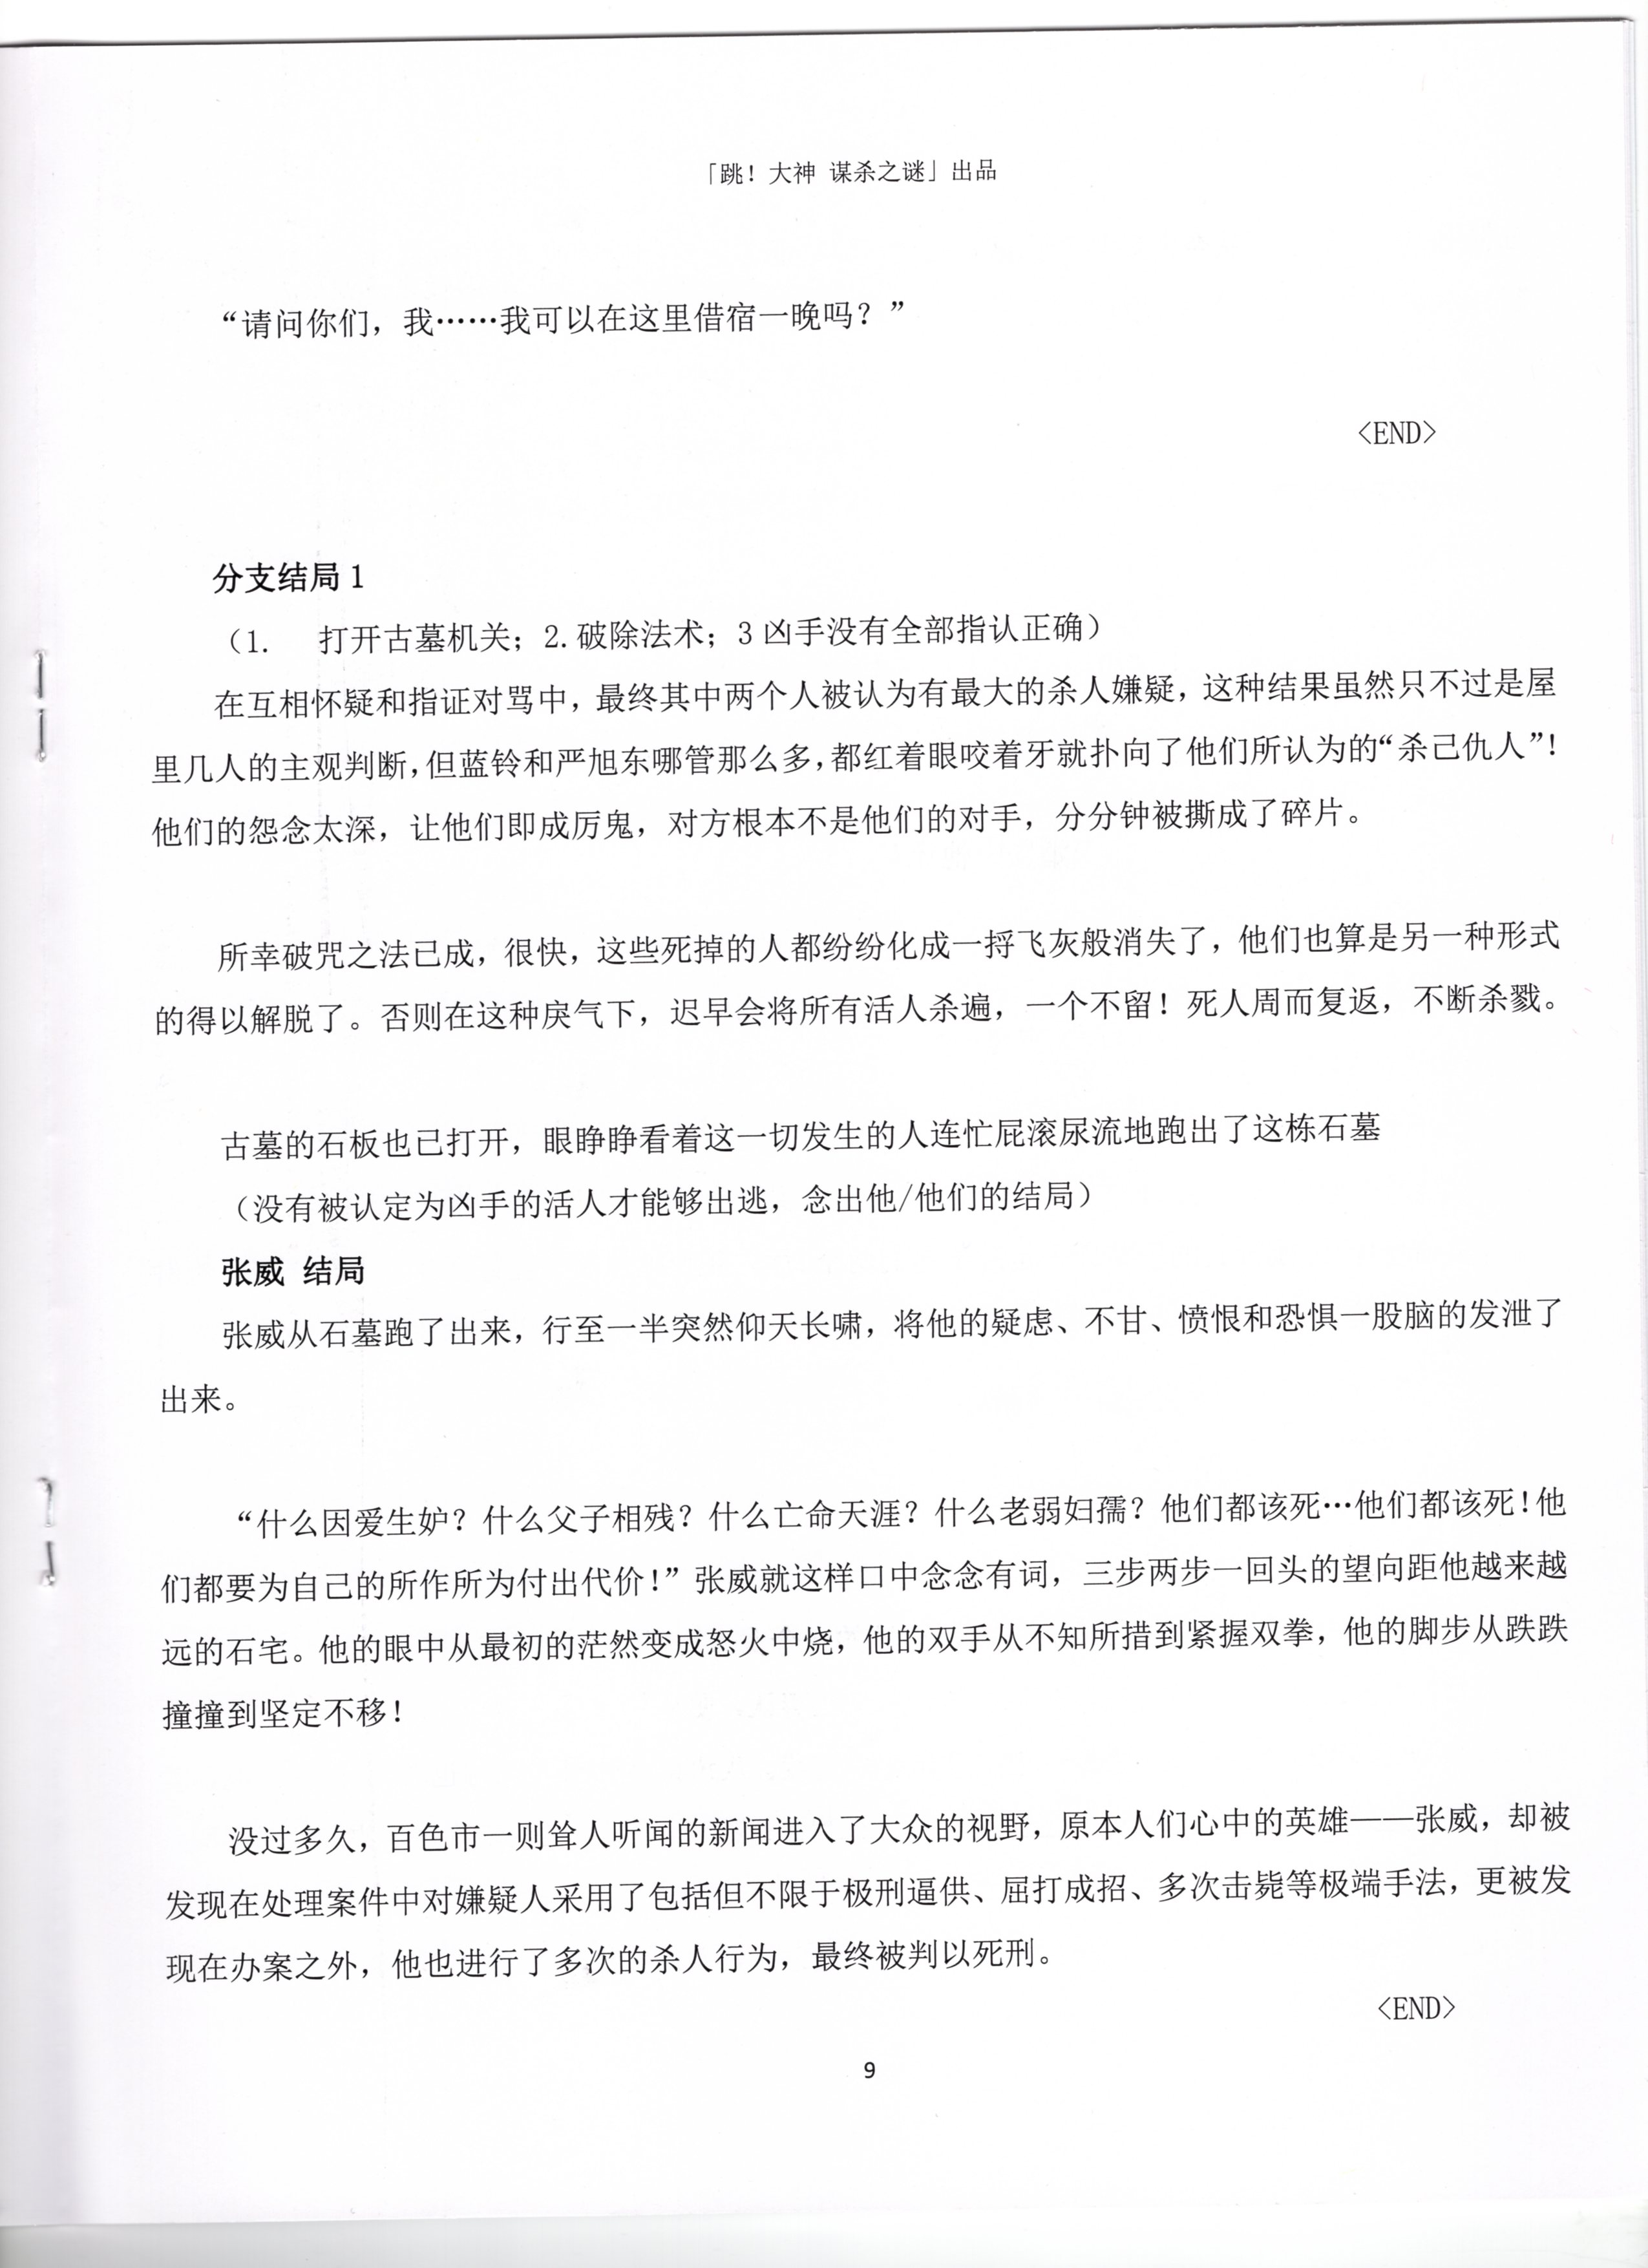 「跳！大神 谋杀之谜」出品
“请问你们，我……我可以在这里借宿一晚吗？”
<END>
分支结局 1
（1. 打开古墓机关；2.破除法术；3 凶手没有全部指认正确）
在互相怀疑和指证对骂中，最终其中两个人被认为有最大的杀人嫌疑，这种结果虽然只不过是屋
里几人的主观判断，但蓝铃和严旭东哪管那么多，都红着眼咬着牙就扑向了他们所认为的“杀己仇人”！
他们的怨念太深，让他们即成厉鬼，对方根本不是他们的对手，分分钟被撕成了碎片。
所幸破咒之法已成，很快，这些死掉的人都纷纷化成一捋飞灰般消失了，他们也算是另一种形式
的得以解脱了。否则在这种戾气下，迟早会将所有活人杀遍，一个不留！死人周而复返，不断杀戮。
古墓的石板也已打开，眼睁睁看着这一切发生的人连忙屁滚尿流地跑出了这栋石墓
（没有被认定为凶手的活人才能够出逃，念出他/他们的结局）
张威 结局
张威从石墓跑了出来，行至一半突然仰天长啸，将他的疑虑、不甘、愤恨和恐惧一股脑的发泄了
出来。
“什么因爱生妒？什么父子相残？什么亡命天涯？什么老弱妇孺？他们都该死…他们都该死！他
们都要为自己的所作所为付出代价！”张威就这样口中念念有词，三步两步一回头的望向距他越来越
远的石宅。他的眼中从最初的茫然变成怒火中烧，他的双手从不知所措到紧握双拳，他的脚步从跌跌
撞撞到坚定不移！
没过多久，百色市一则耸人听闻的新闻进入了大众的视野，原本人们心中的英雄——张威，却被
发现在处理案件中对嫌疑人采用了包括但不限于极刑逼供、屈打成招、多次击毙等极端手法，更被发
现在办案之外，他也进行了多次的杀人行为，最终被判以死刑。
<END>
9